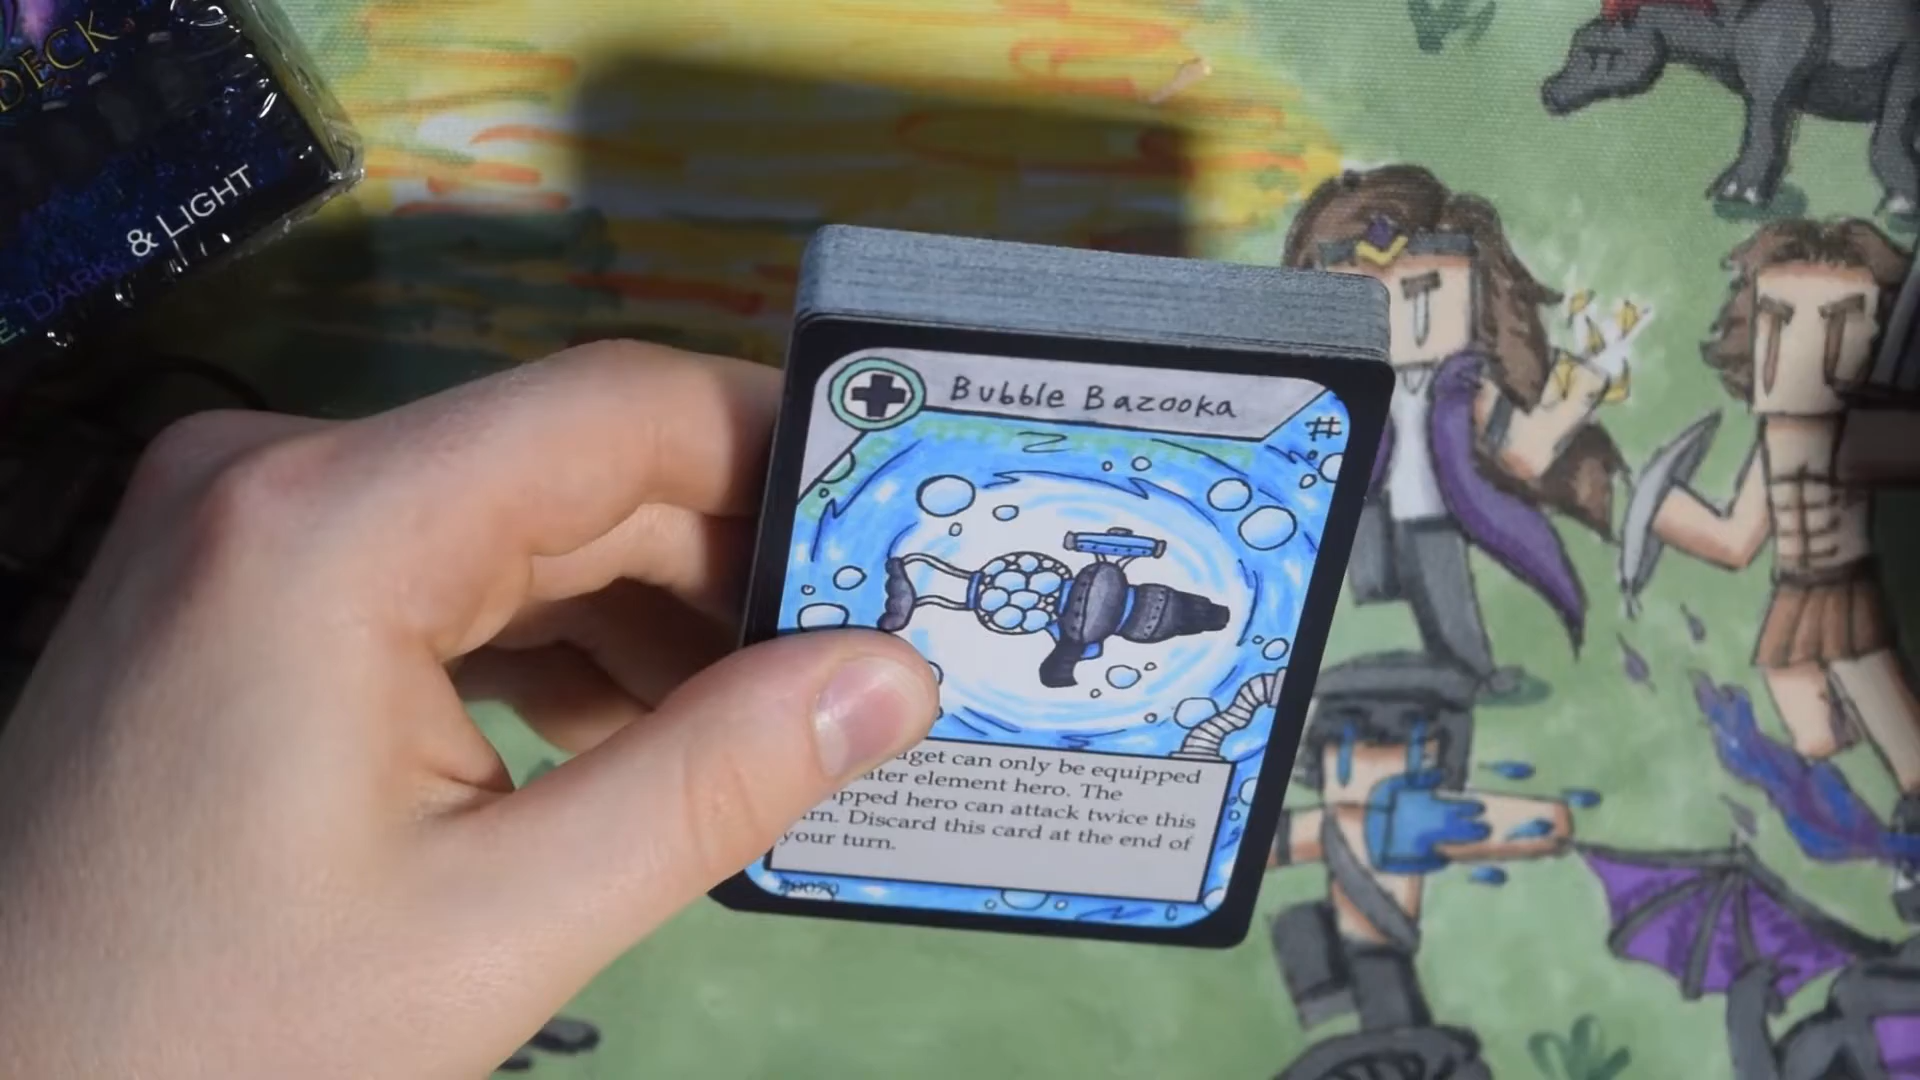 DECK
DARK & LIGHT
Bubble Bazooka
#
can only be equipped
element hero. The
hero can attack twice this
Discard this card at the end of
your turn.
C